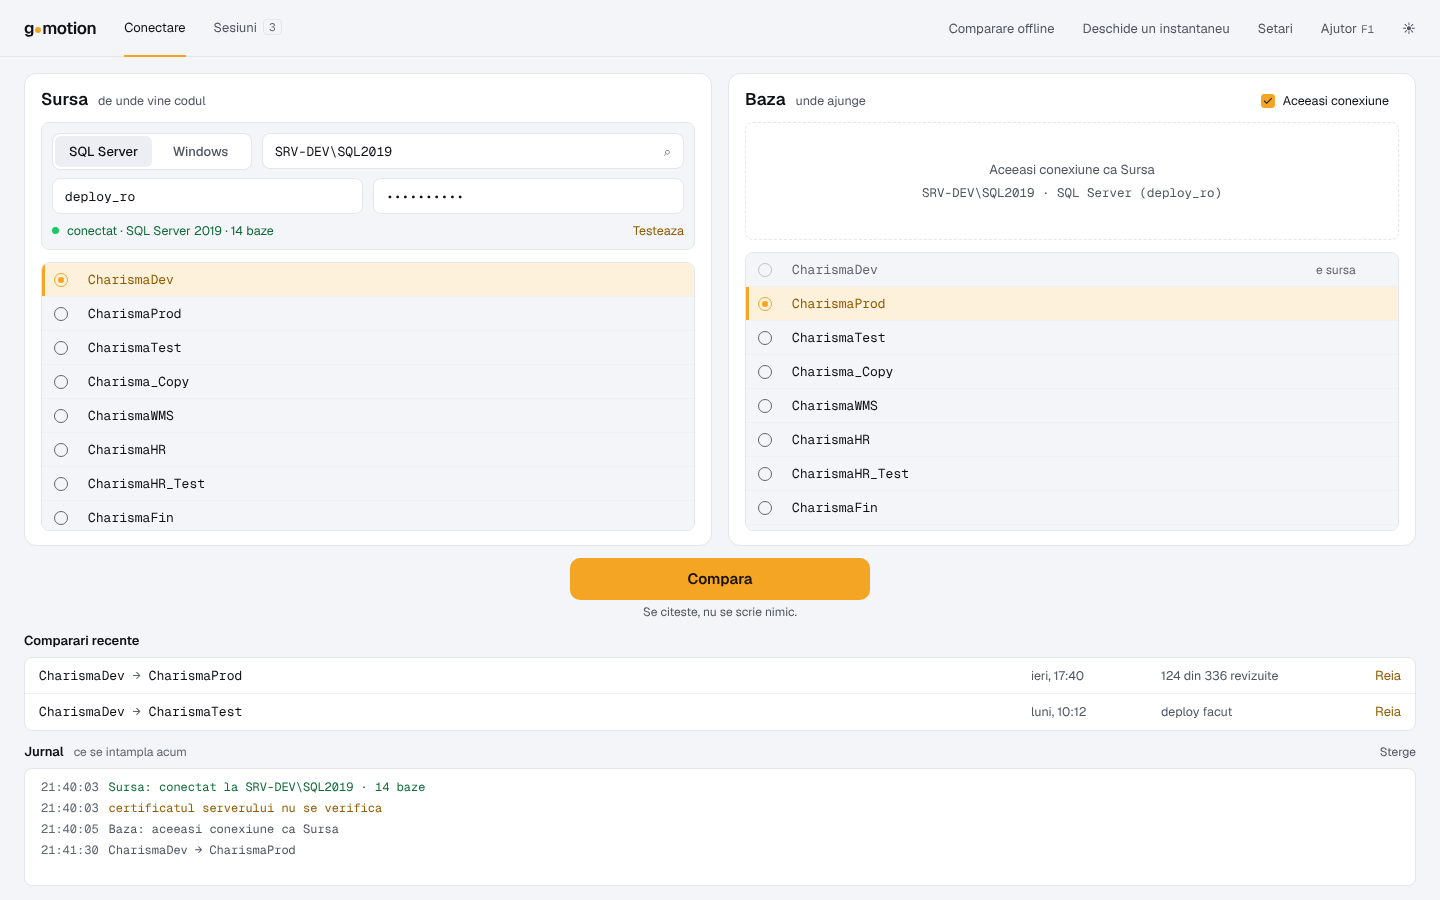 g•motion Conectare Sesiuni 3 Comparare offline Deschide un instantaneu Setari Ajutor F1
Sursa de unde vine codul
SQL Server Windows SRV-DEV\SQL2019
deploy_ro ••••••••••
conectat · SQL Server 2019 · 14 baze Testeaza
CharismaDev
CharismaProd
CharismaTest
Charisma_Copy
CharismaWMS
CharismaHR
CharismaHR_Test
CharismaFin
Baza unde ajunge Aceeasi conexiune
Aceeasi conexiune ca Sursa
SRV-DEV\SQL2019 · SQL Server (deploy_ro)
CharismaDev e sursa
CharismaProd
CharismaTest
Charisma_Copy
CharismaWMS
CharismaHR
CharismaHR_Test
CharismaFin
Compara
Se citeste, nu se scrie nimic.
Comparari recente
CharismaDev → CharismaProd ieri, 17:40 124 din 336 revizuite Reia
CharismaDev → CharismaTest luni, 10:12 deploy facut Reia
Jurnal ce se intampla acum Sterge
21:40:03 Sursa: conectat la SRV-DEV\SQL2019 · 14 baze
21:40:03 certificatul serverului nu se verifica
21:40:05 Baza: aceeasi conexiune ca Sursa
21:41:30 CharismaDev → CharismaProd